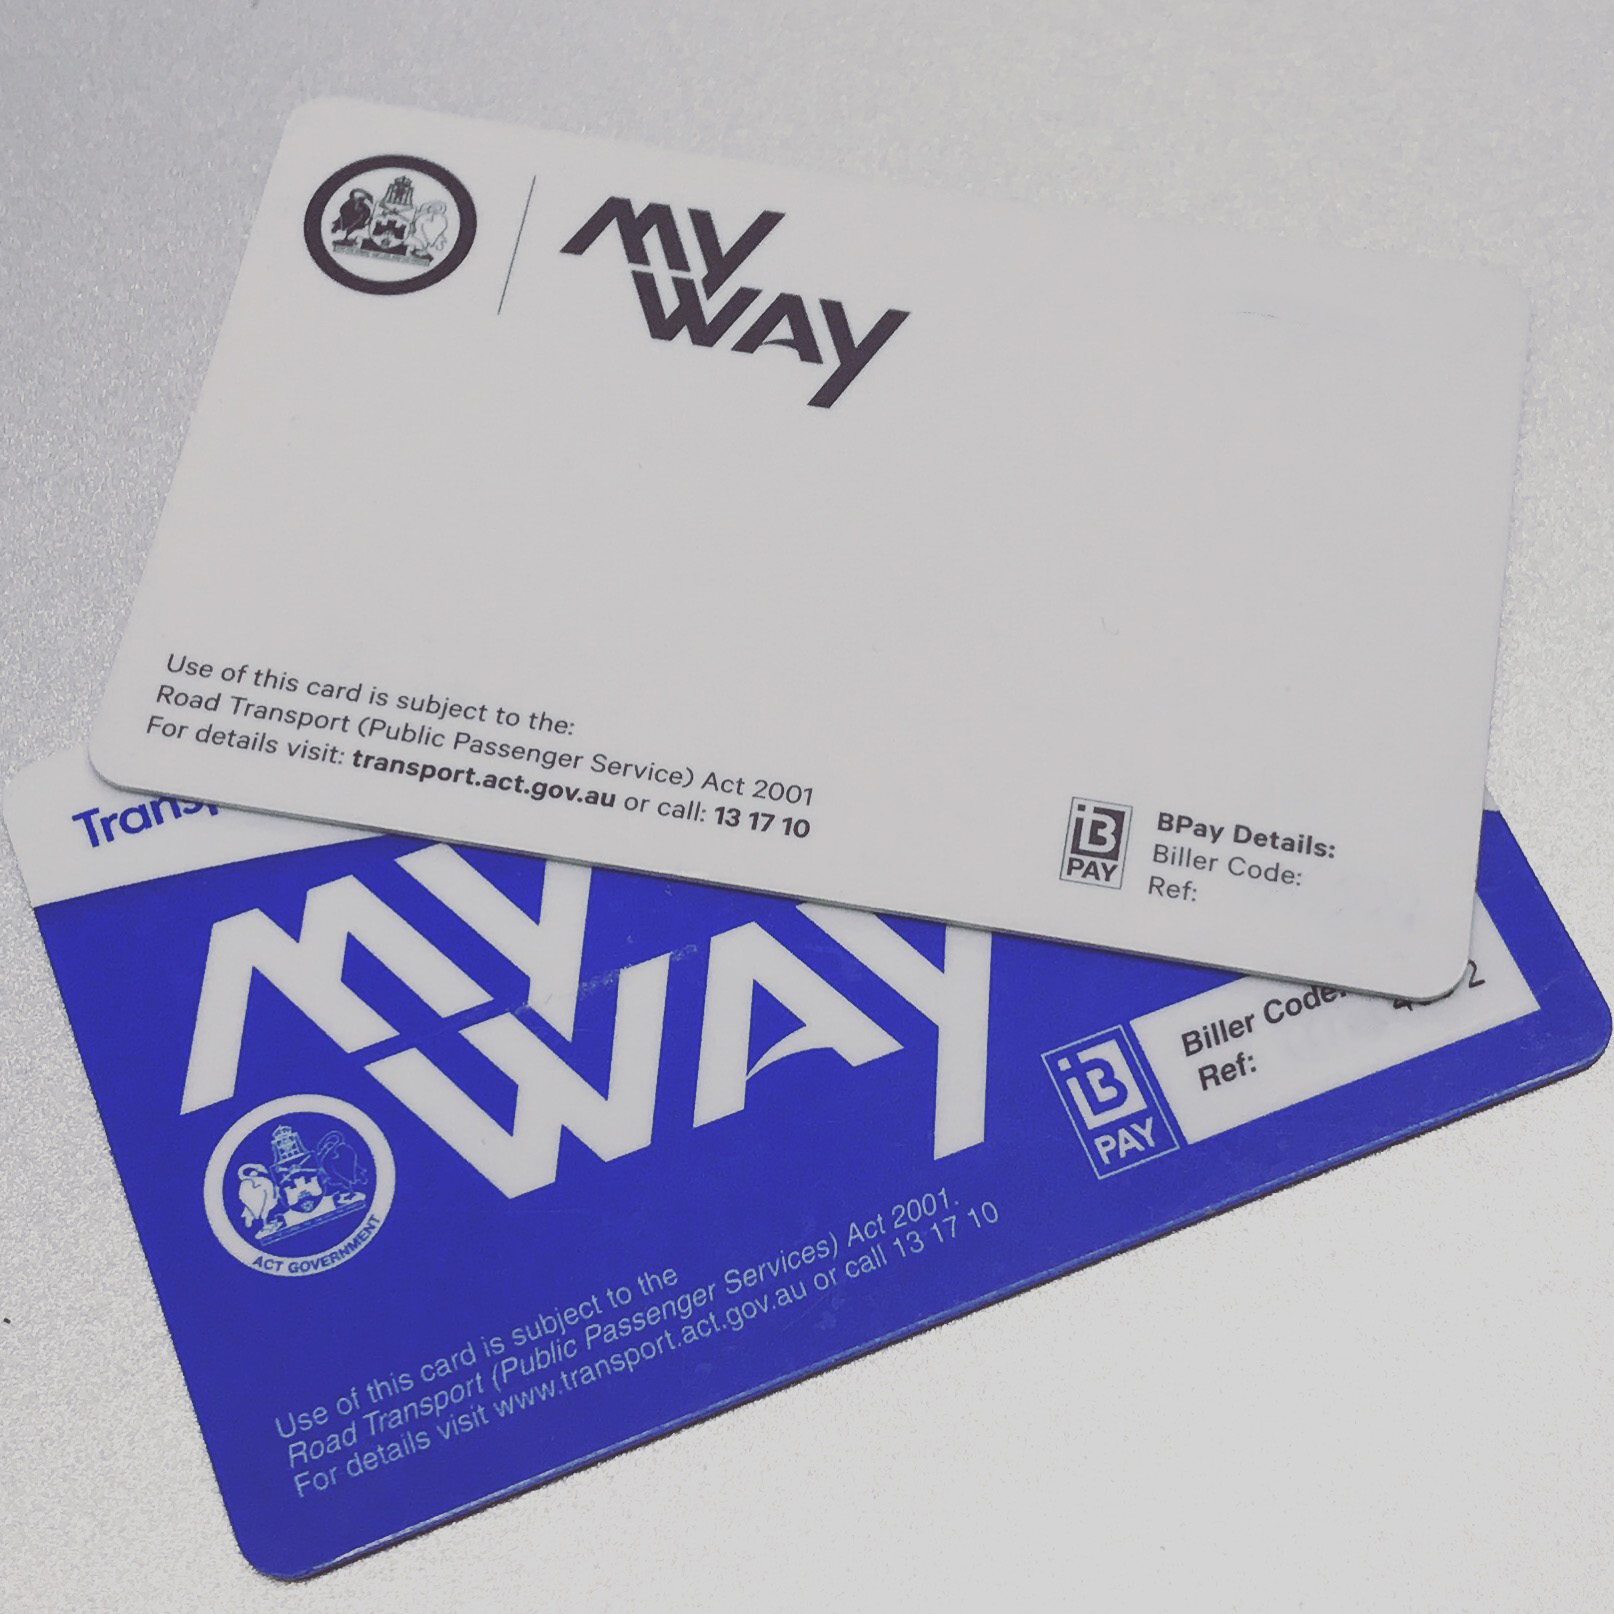 MY
WAY
Use of this card is subject to the:
Road Transport (Public Passenger Service) Act 2001
For details visit: transport.act.gov.au or call: 13 17 10
iB
PAY
BPay Details:
Biller Code:
Ref:
MY
WAY
ACT GOVERNMENT
iB
PAY
Biller Code:
Ref:
Use of this card is subject to the
Road Transport (Public Passenger Services) Act 2001.
For details visit www.transport.act.gov.au or call 13 17 10